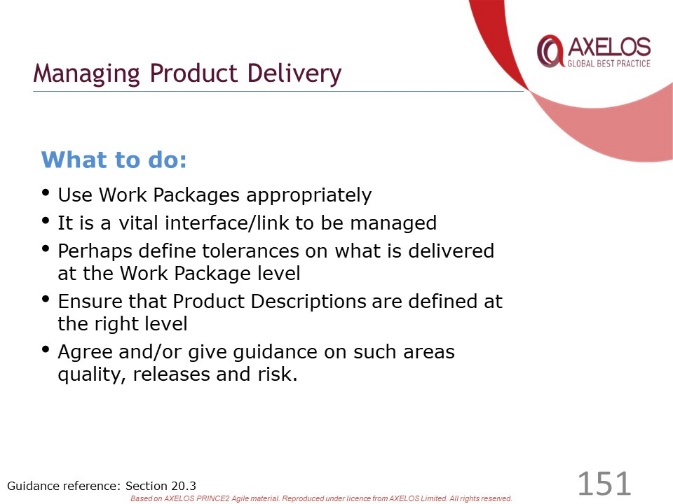 AXELOS
GLOBAL BEST PRACTICE
Managing Product Delivery
What to do:
• Use Work Packages appropriately
• It is a vital interface/link to be managed
• Perhaps define tolerances on what is delivered
at the Work Package level
• Ensure that Product Descriptions are defined at
the right level
• Agree and/or give guidance on such areas
quality, releases and risk.
Guidance reference: Section 20.3
151
Based on AXELOS PRINCE2 Agile material. Reproduced under licence from AXELOS Limited. All rights reserved.